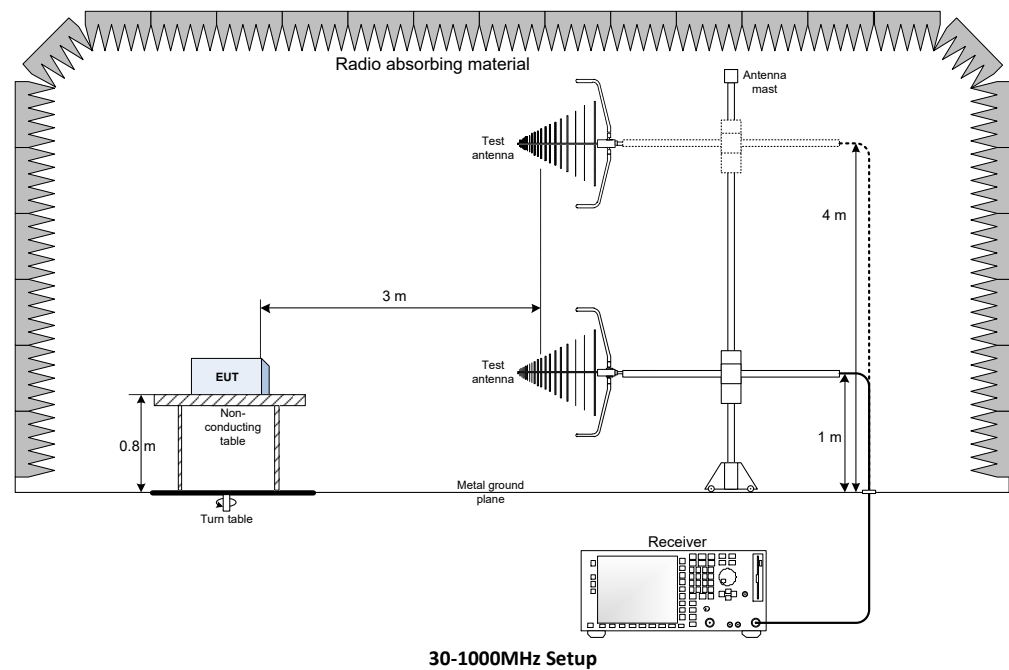 Radio absorbing material
Antenna
mast
Test
antenna
4 m
3 m
Test
antenna
EUT
Non-
conducting
table
0.8 m
1 m
Metal ground
plane
Turn table
Receiver
30-1000MHz Setup